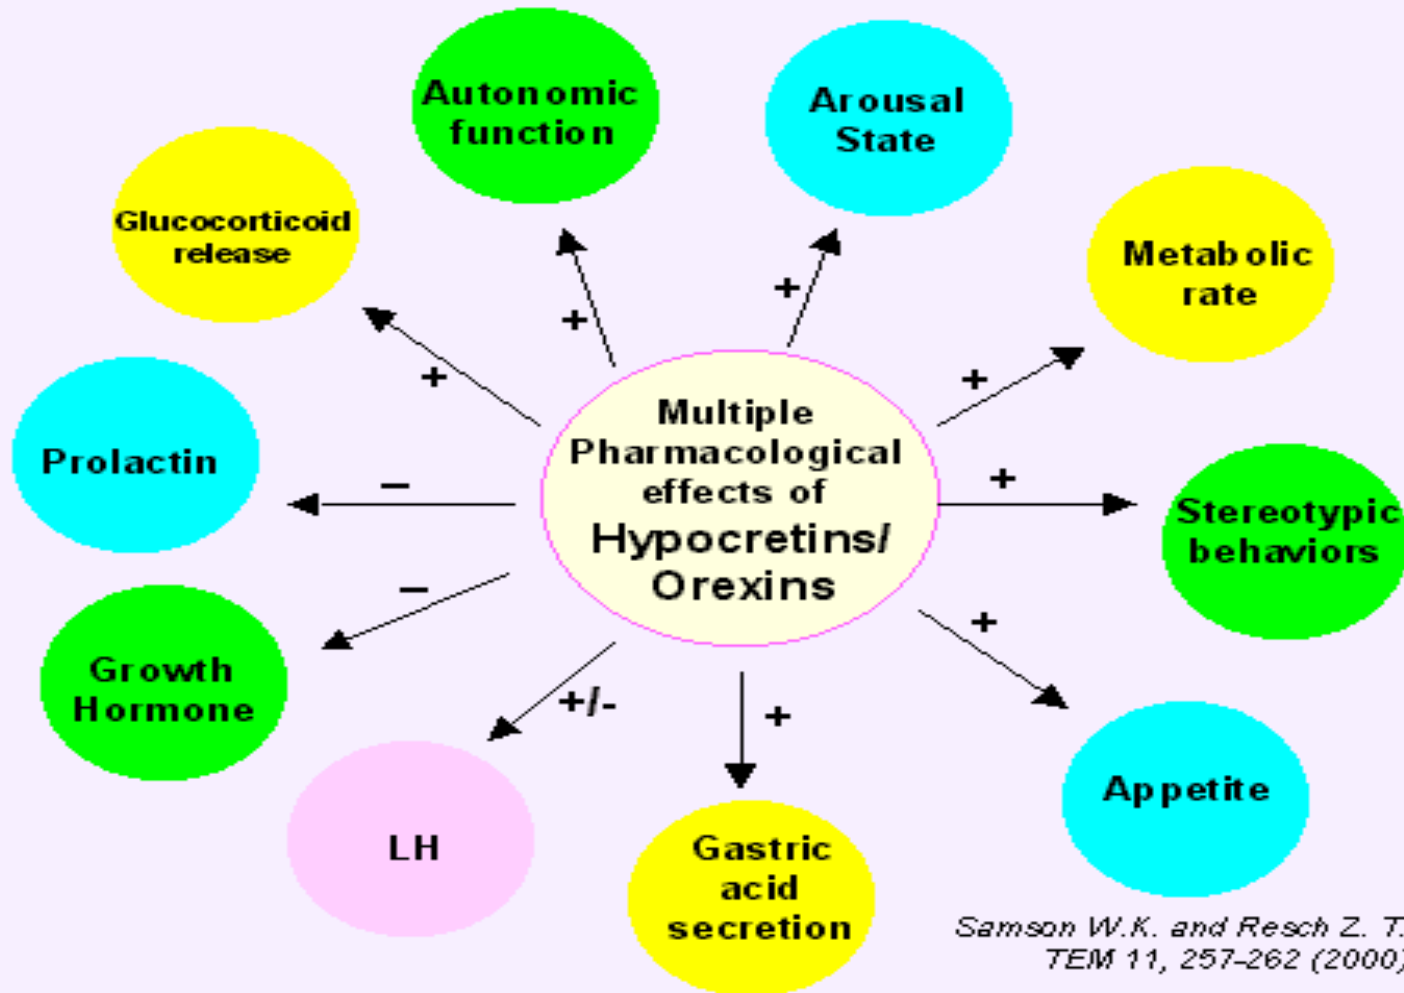 Autonomic
function
Arousal
State
Glucocorticoid
release
+
+
Metabolic
rate
+
+
Prolactin
–
Multiple
Pharmacological
effects of
Hypocretins/
Orexins
+
Stereotypic
behaviors
–
Growth
Hormone
+/-
+
+
Appetite
LH
Gastric
acid
secretion
Samson W.K. and Resch Z. T.
TEM 11, 257-262 (2000)